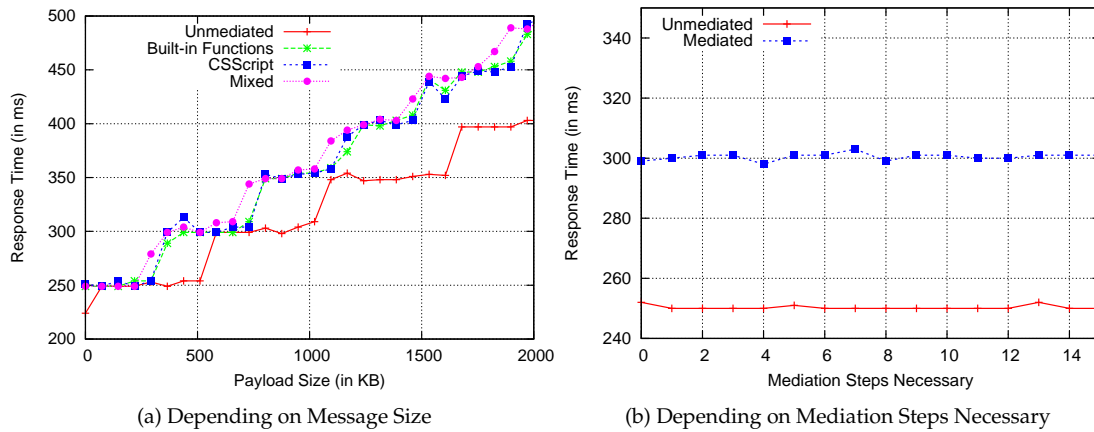 Response Time (in ms)
500
450
400
350
300
250
200
Unmediated
Built-in Functions
CSScript
Mixed
0 500 1000 1500 2000
Payload Size (in KB)
(a) Depending on Message Size
Response Time (in ms)
340
320
300
280
260
240
Unmediated
Mediated
0 2 4 6 8 10 12 14
Mediation Steps Necessary
(b) Depending on Mediation Steps Necessary